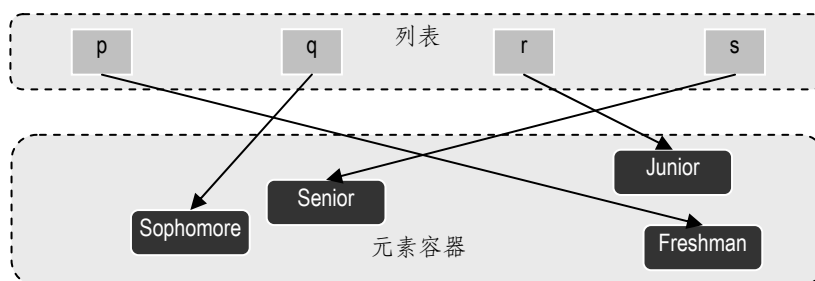 列表
p q r s
Junior
Senior
Sophomore
Freshman
元素容器